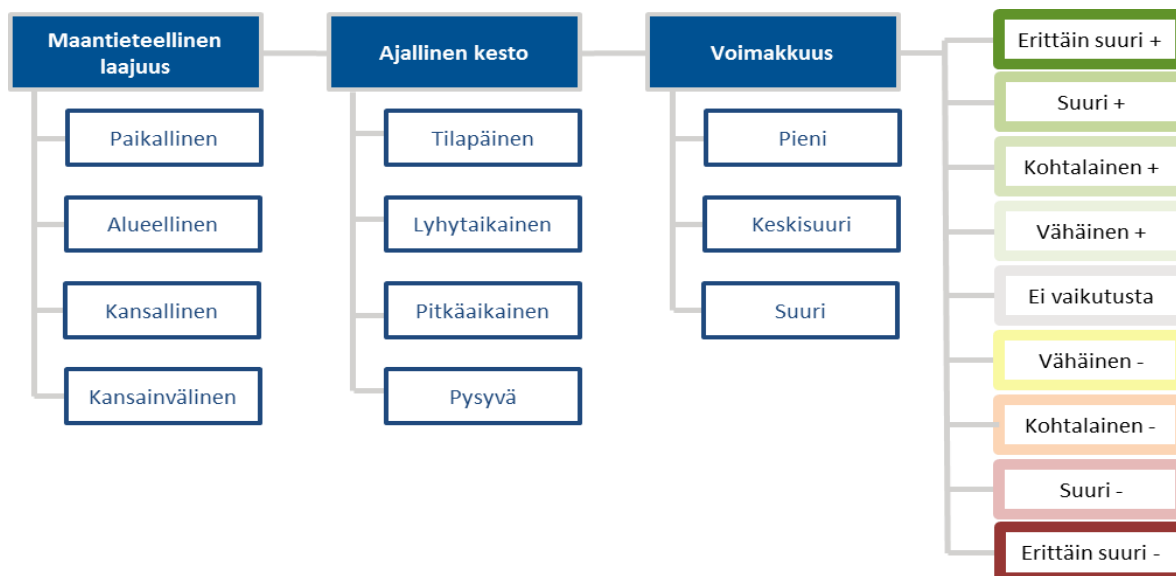 Maantieteellinen
laajuus
Paikallinen
Alueellinen
Kansallinen
Kansainvälinen
Ajallinen kesto
Tilapäinen
Lyhytaikainen
Pitkäaikainen
Pysyvä
Voimakkuus
Pieni
Keskisuuri
Suuri
Erittäin suuri +
Suuri +
Kohtalainen +
Vähäinen +
Ei vaikutusta
Vähäinen -
Kohtalainen -
Suuri -
Erittäin suuri -